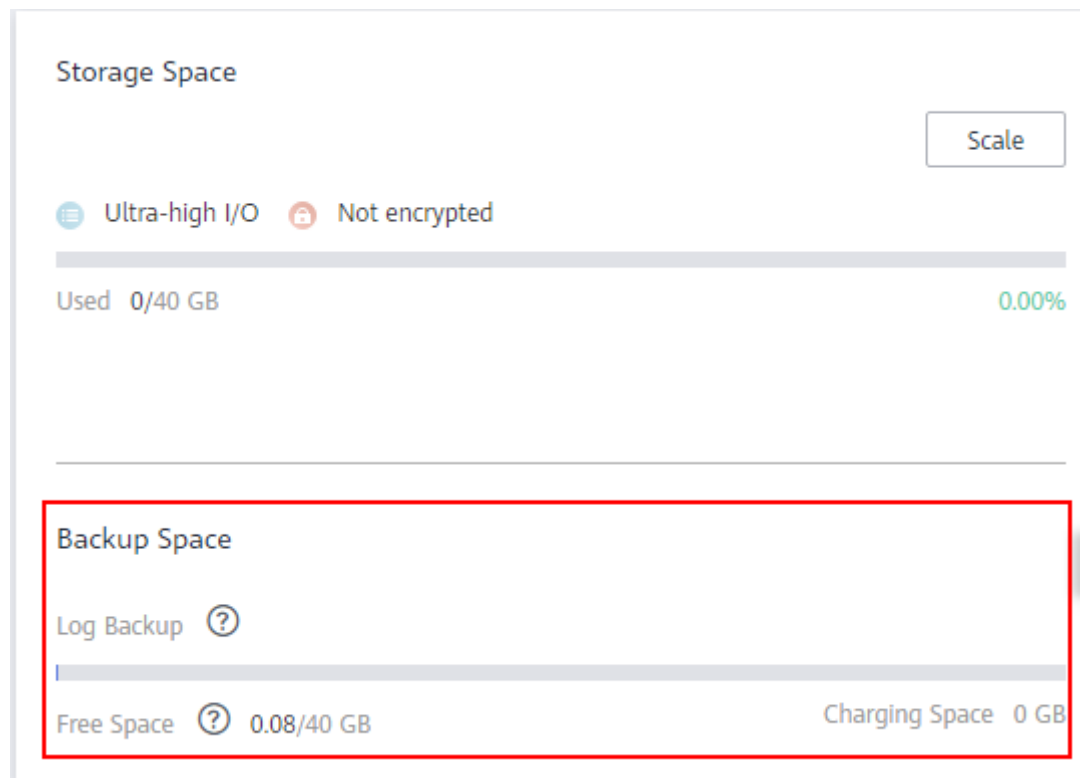 Storage Space
Scale
Ultra-high I/O Not encrypted
Used 0/40 GB 0.00%
Backup Space
Log Backup ?
Free Space ? 0.08/40 GB Charging Space 0 GB